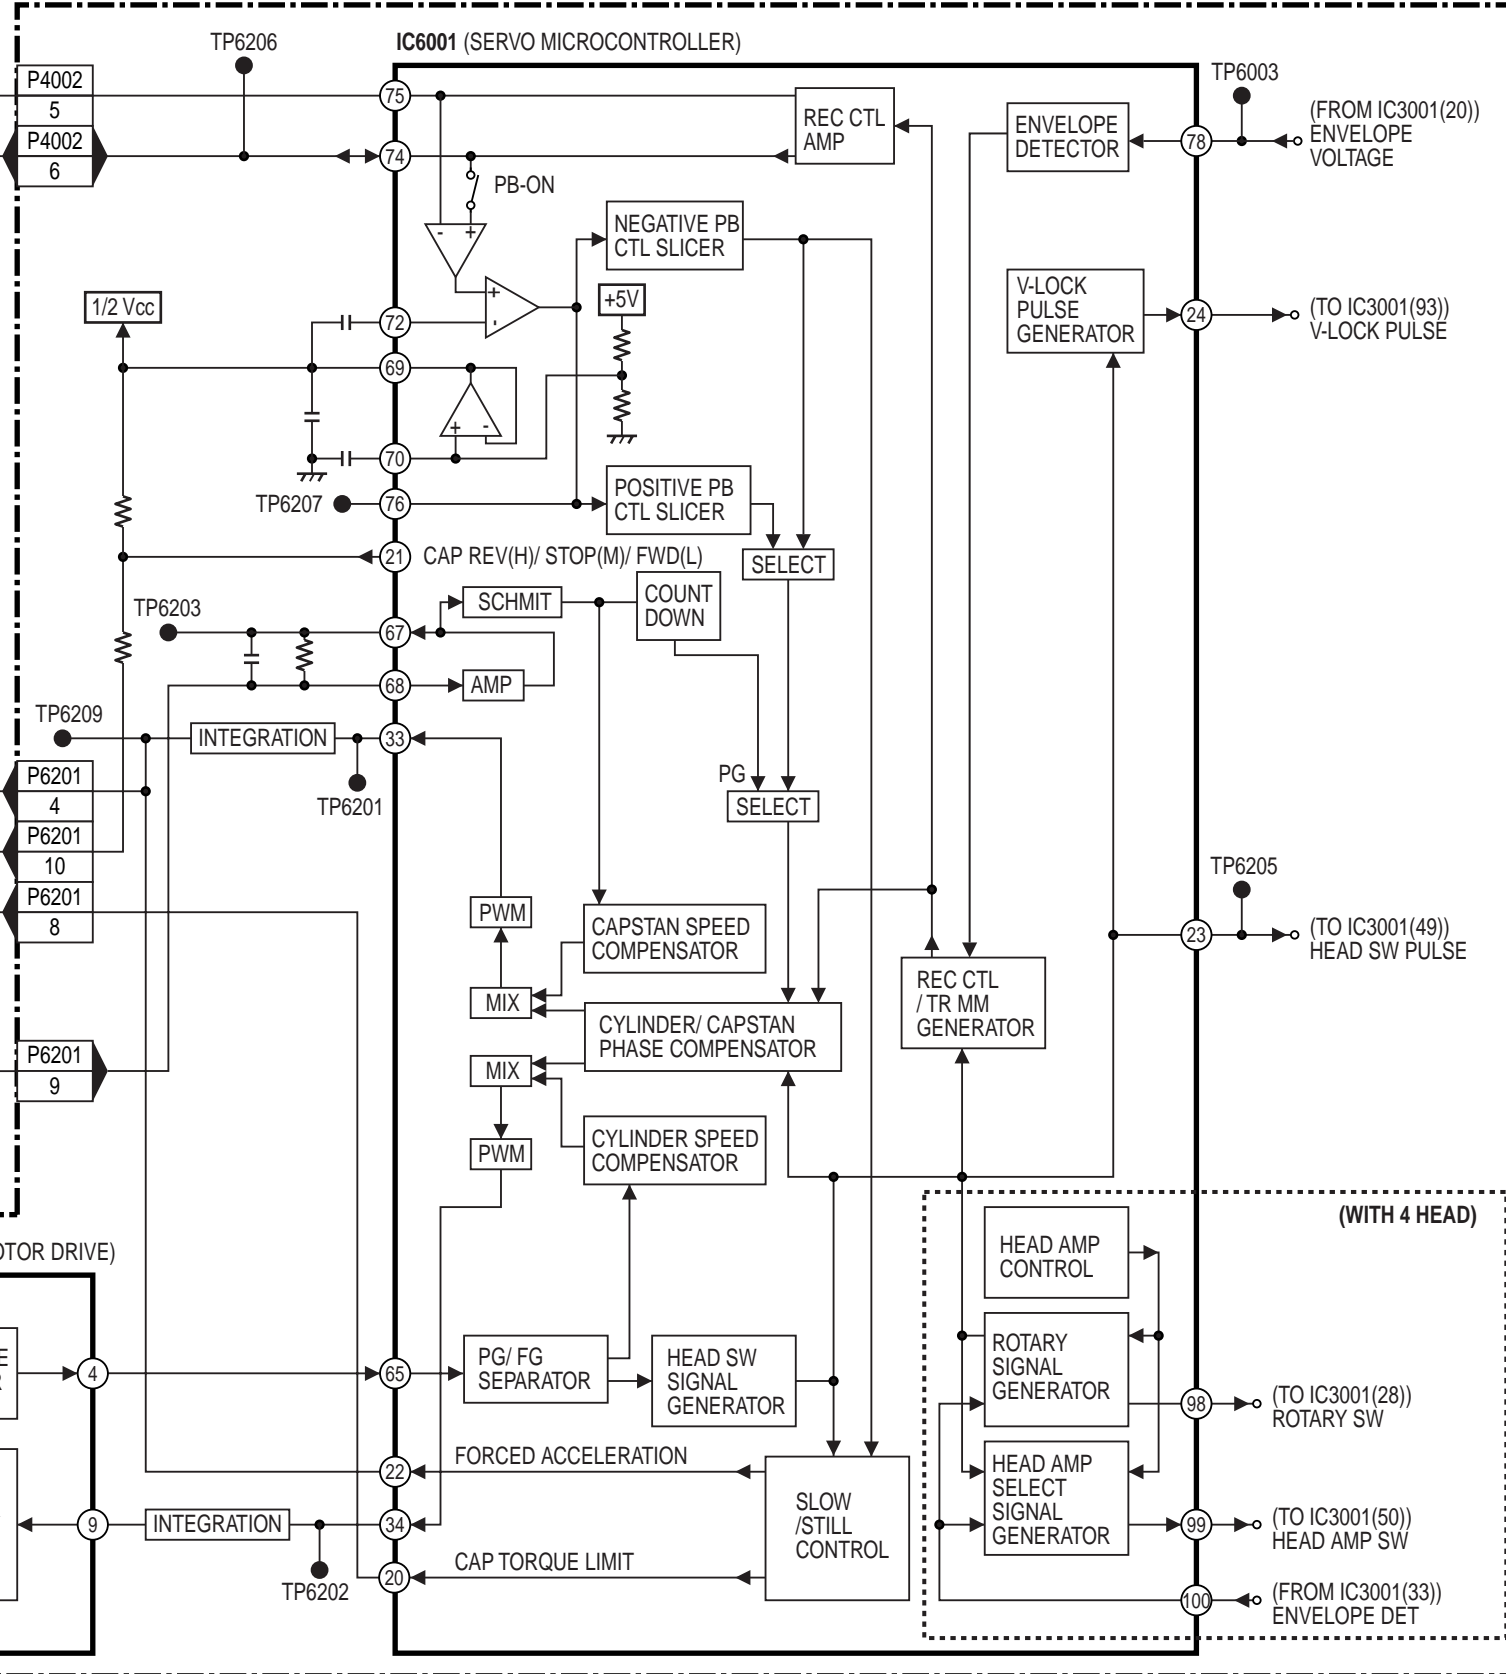 TP6206
IC6001 (SERVO MICROCONTROLLER)
TP6003
P4002
5
P4002
6
75
74
REC CTL
AMP
ENVELOPE
DETECTOR
78
(FROM IC3001(20))
ENVELOPE
VOLTAGE
PB-ON
-
+
NEGATIVE PB
CTL SLICER
1/2 Vcc
+
-
+5V
72
69
V-LOCK
PULSE
GENERATOR
24
(TO IC3001(93))
V-LOCK PULSE
+
-
70
TP6207
76
POSITIVE PB
CTL SLICER
21
CAP REV(H)/ STOP(M)/ FWD(L)
SELECT
TP6203
67
SCHMIT
COUNT
DOWN
68
AMP
TP6209
INTEGRATION
33
TP6201
PG
SELECT
P6201
4
P6201
10
P6201
8
TP6205
PWM
CAPSTAN SPEED
COMPENSATOR
23
(TO IC3001(49))
HEAD SW PULSE
MIX
CYLINDER/ CAPSTAN
PHASE COMPENSATOR
REC CTL
/ TR MM
GENERATOR
P6201
9
MIX
PWM
CYLINDER SPEED
COMPENSATOR
(WITH 4 HEAD)
OTOR DRIVE)
HEAD AMP
CONTROL
E
R
4
65
PG/ FG
SEPARATOR
HEAD SW
SIGNAL
GENERATOR
ROTARY
SIGNAL
GENERATOR
98
(TO IC3001(28))
ROTARY SW
22
FORCED ACCELERATION
HEAD AMP
SELECT
SIGNAL
GENERATOR
9
INTEGRATION
34
SLOW
/STILL
CONTROL
99
(TO IC3001(50))
HEAD AMP SW
TP6202
20
CAP TORQUE LIMIT
100
(FROM IC3001(33))
ENVELOPE DET